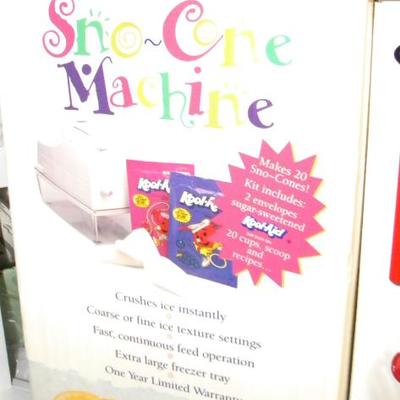 Sno~Cone
Machine
Makes 20
Sno~Cones!
Kit includes:
2 envelopes
sugar-sweetened
Kool-Aid
20 cups, scoop
and
recipes...
Kool-A
Kool-A
Crushes ice instantly
Coarse or fine ice texture settings
Fast, continuous feed operation
Extra large freezer tray
One Year Limited Warranty